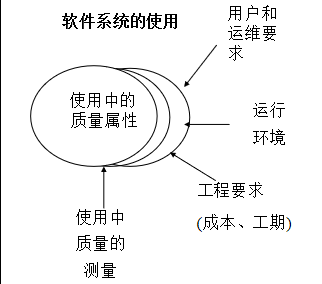 软件系统的使用
用户和
运维要
求
使用中的
质量属性
运行
环境
工程要求
(成本、工期)
使用中
质量的
测量